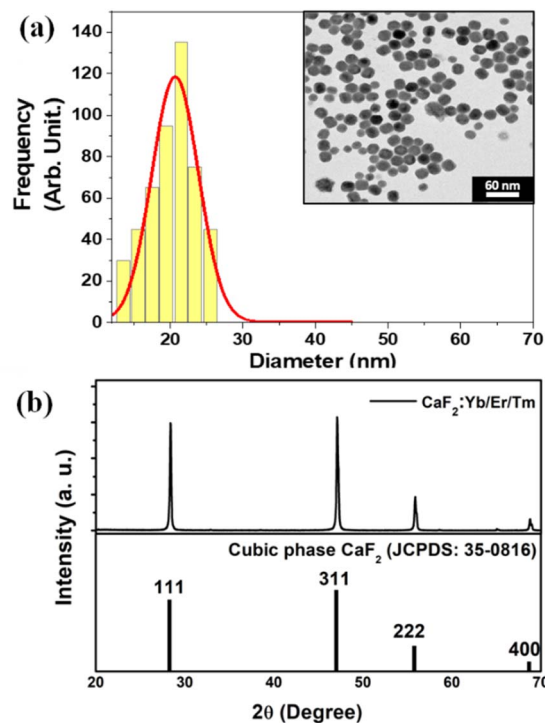 (a)
Frequency
(Arb. Unit.)
140
120
100
80
60
40
20
0
60 nm
20 30 40 50 60 70
Diameter (nm)
(b)
Intensity (a. u.)
CaF₂:Yb/Er/Tm
Cubic phase CaF₂ (JCPDS: 35-0816)
111
311
222
400
20 30 40 50 60 70
2θ (Degree)